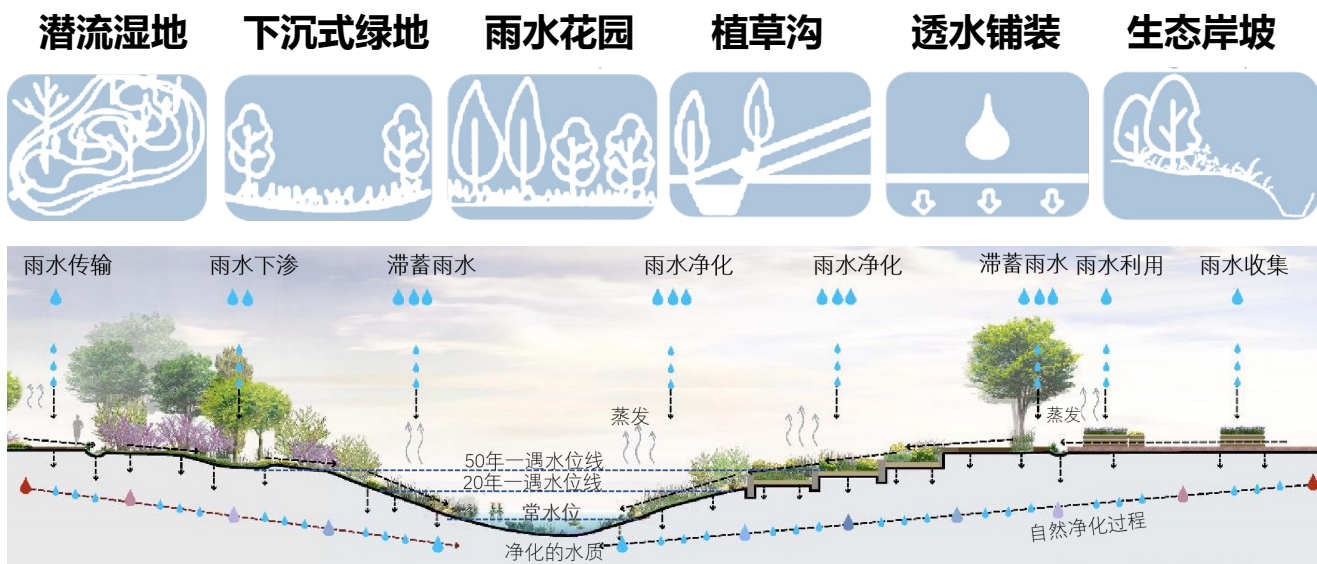 潜流湿地 下沉式绿地 雨水花园 植草沟 透水铺装 生态岸坡
雨水传输 雨水下渗 滞蓄雨水 雨水净化 雨水净化 滞蓄雨水 雨水利用 雨水收集
蒸发 蒸发
50年一遇水位线
20年一遇水位线
常水位
自然净化过程
净化的水质